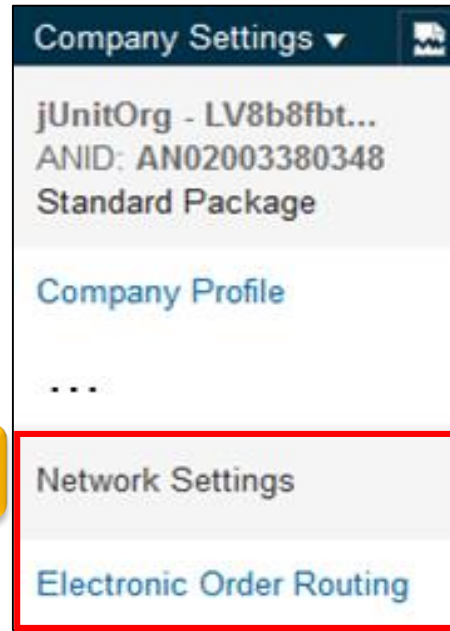 Company Settings ▼
jUnitOrg - LV8b8fbt...
ANID: AN02003380348
Standard Package
Company Profile
...
Network Settings
Electronic Order Routing